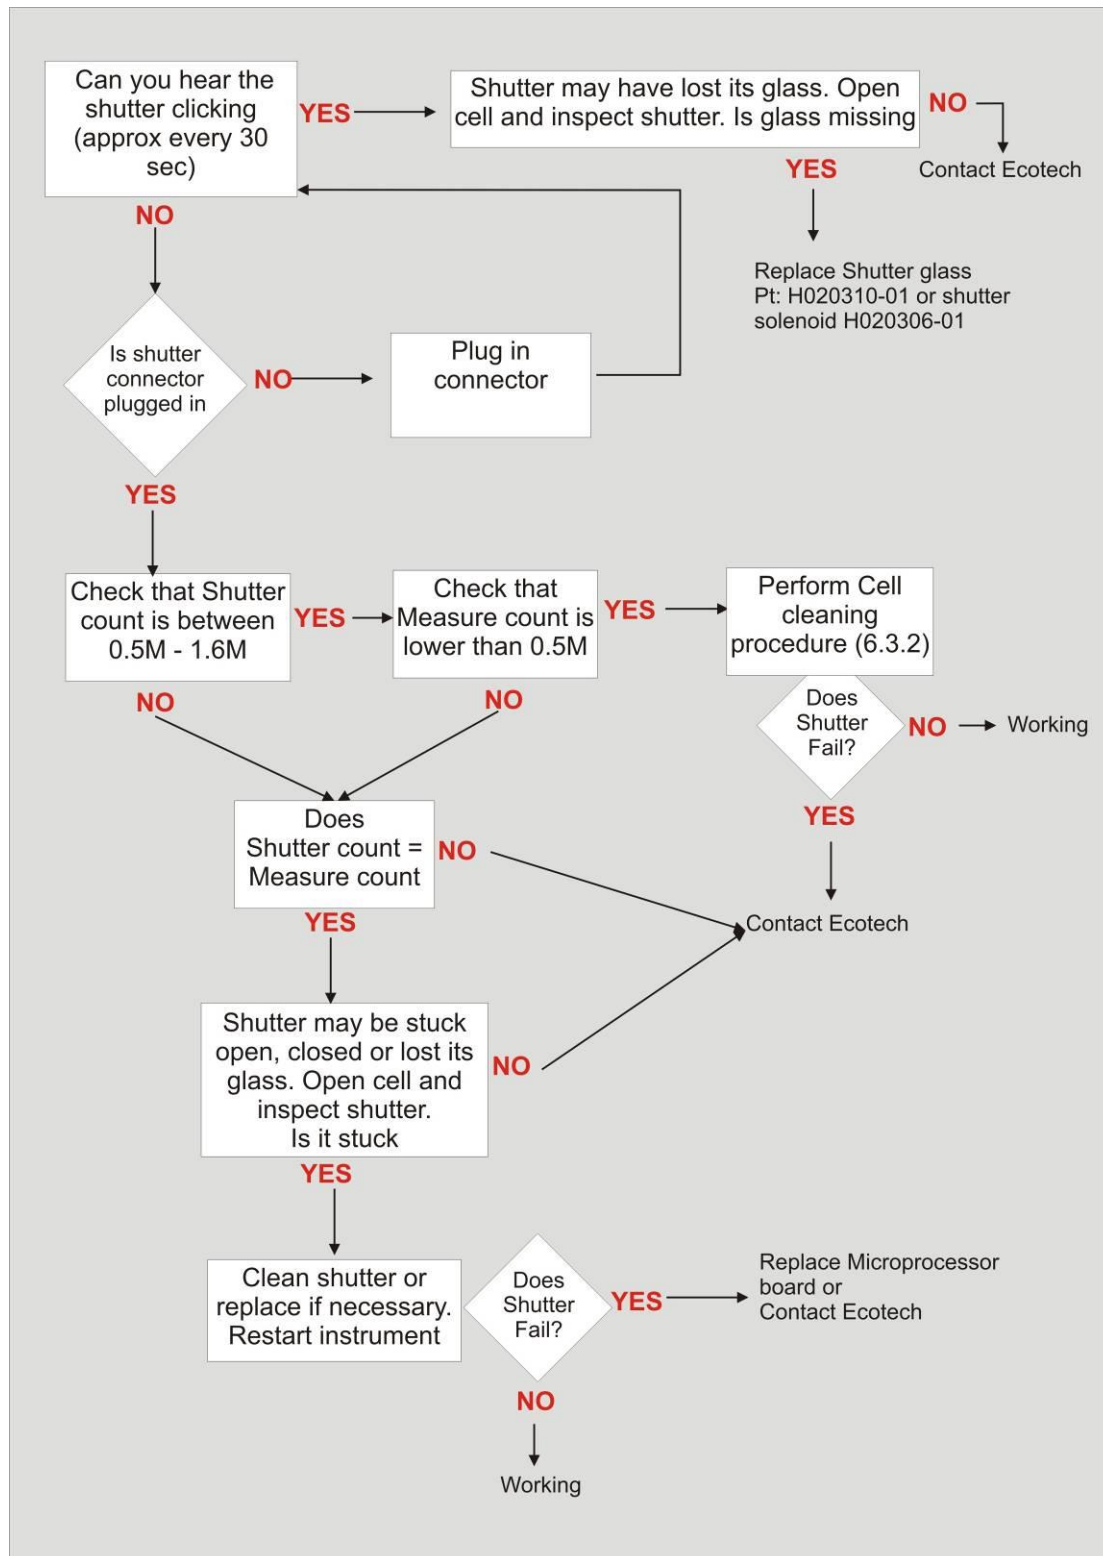 Can you hear the
shutter clicking
(approx every 30
sec)
YES
Shutter may have lost its glass. Open
cell and inspect shutter. Is glass missing
NO
Contact Ecotech
YES
Replace Shutter glass
Pt: H020310-01 or shutter
solenoid H020306-01
NO
Is shutter
connector
plugged in
NO
Plug in
connector
YES
Check that Shutter
count is between
0.5M - 1.6M
YES
Check that
Measure count is
lower than 0.5M
YES
Perform Cell
cleaning
procedure (6.3.2)
Does
Shutter
Fail?
NO
Working
YES
Contact Ecotech
NO
NO
Does
Shutter count =
Measure count
NO
YES
Shutter may be stuck
open, closed or lost its
glass. Open cell and
inspect shutter.
Is it stuck
NO
YES
Clean shutter or
replace if necessary.
Restart instrument
Does
Shutter
Fail?
YES
Replace Microprocessor
board or
Contact Ecotech
NO
Working